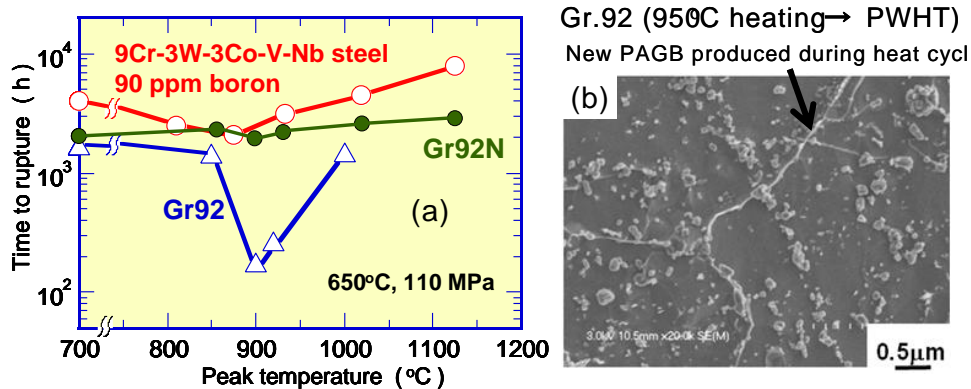 Gr.92 (950°C heating→ PWHT)
New PAGB produced during heat cycl
Time to rupture ( h )
10⁴
10³
10²
9Cr-3W-3Co-V-Nb steel
90 ppm boron
Gr92N
Gr92
(a)
650°C, 110 MPa
700 800 900 1000 1100 1200
Peak temperature ( °C )
(b)
3.0kV 10.5mm x20.0k SE(M)
0.5μm